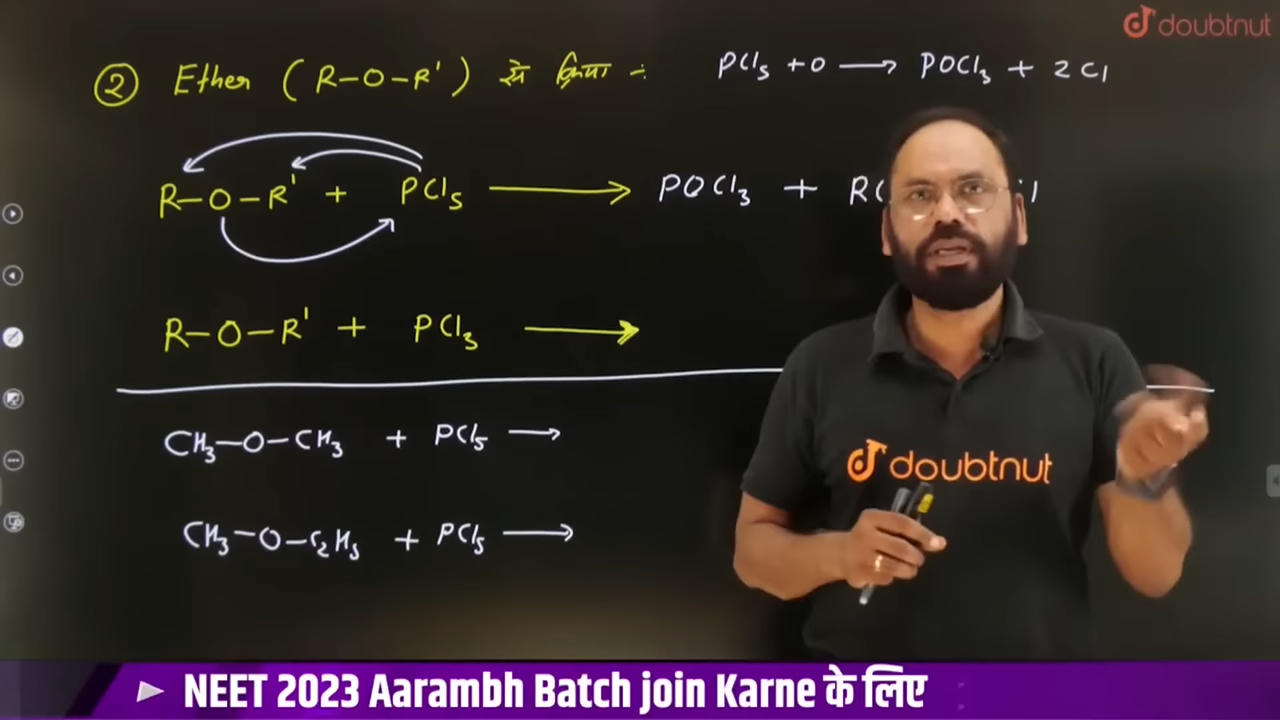 doubtnut
② Ether (R-O-R') से क्रिया :-
PCl5 + O → POCl3 + 2Cl
R-O-R' + PCl5 → POCl3 +
R-O-R' + PCl3 →
CH3-O-CH3 + PCl5 →
doubtnut
CH3-O-C2H5 + PCl5 →
NEET 2023 Aarambh Batch join Karne के लिए